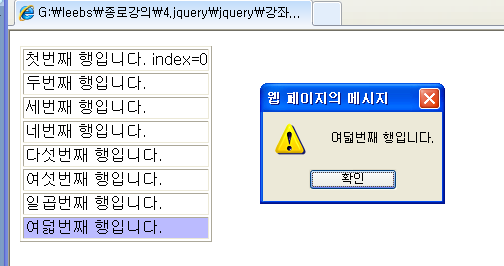 G:\leebs\종로강의\4.jquery\jquery\강좌...
첫번째 행입니다. index=0
두번째 행입니다.
세번째 행입니다.
네번째 행입니다.
다섯번째 행입니다.
여섯번째 행입니다.
일곱번째 행입니다.
여덟번째 행입니다.
웹 페이지의 메시지
여덟번째 행입니다.
확인